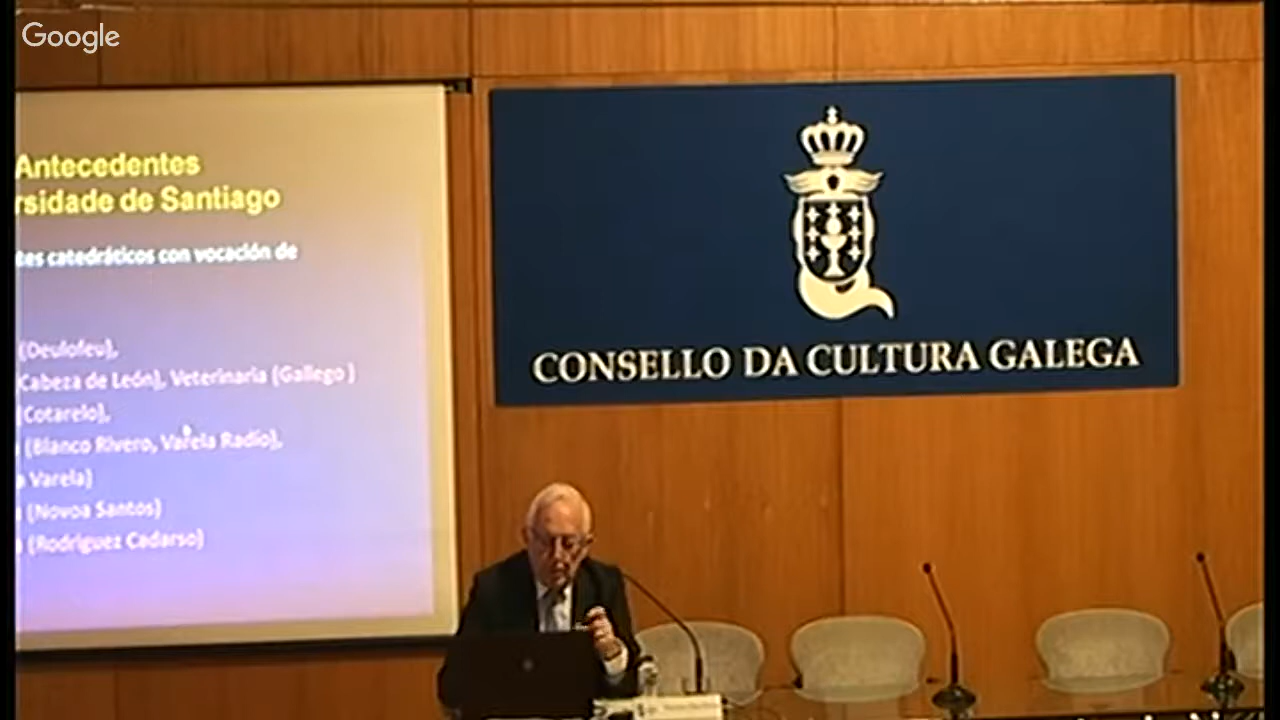 Google
Antecedentes
rsidade de Santiago
tes catedráticos con vocación de
(Deulofeu),
Cabeza de León), Veterinaria (Gallego )
(Cotarelo),
(Blanco Rivero, Varela Radío),
Varela)
(Novoa Santos)
(Rodríguez Cadarso)
CONSELLO DA CULTURA GALEGA